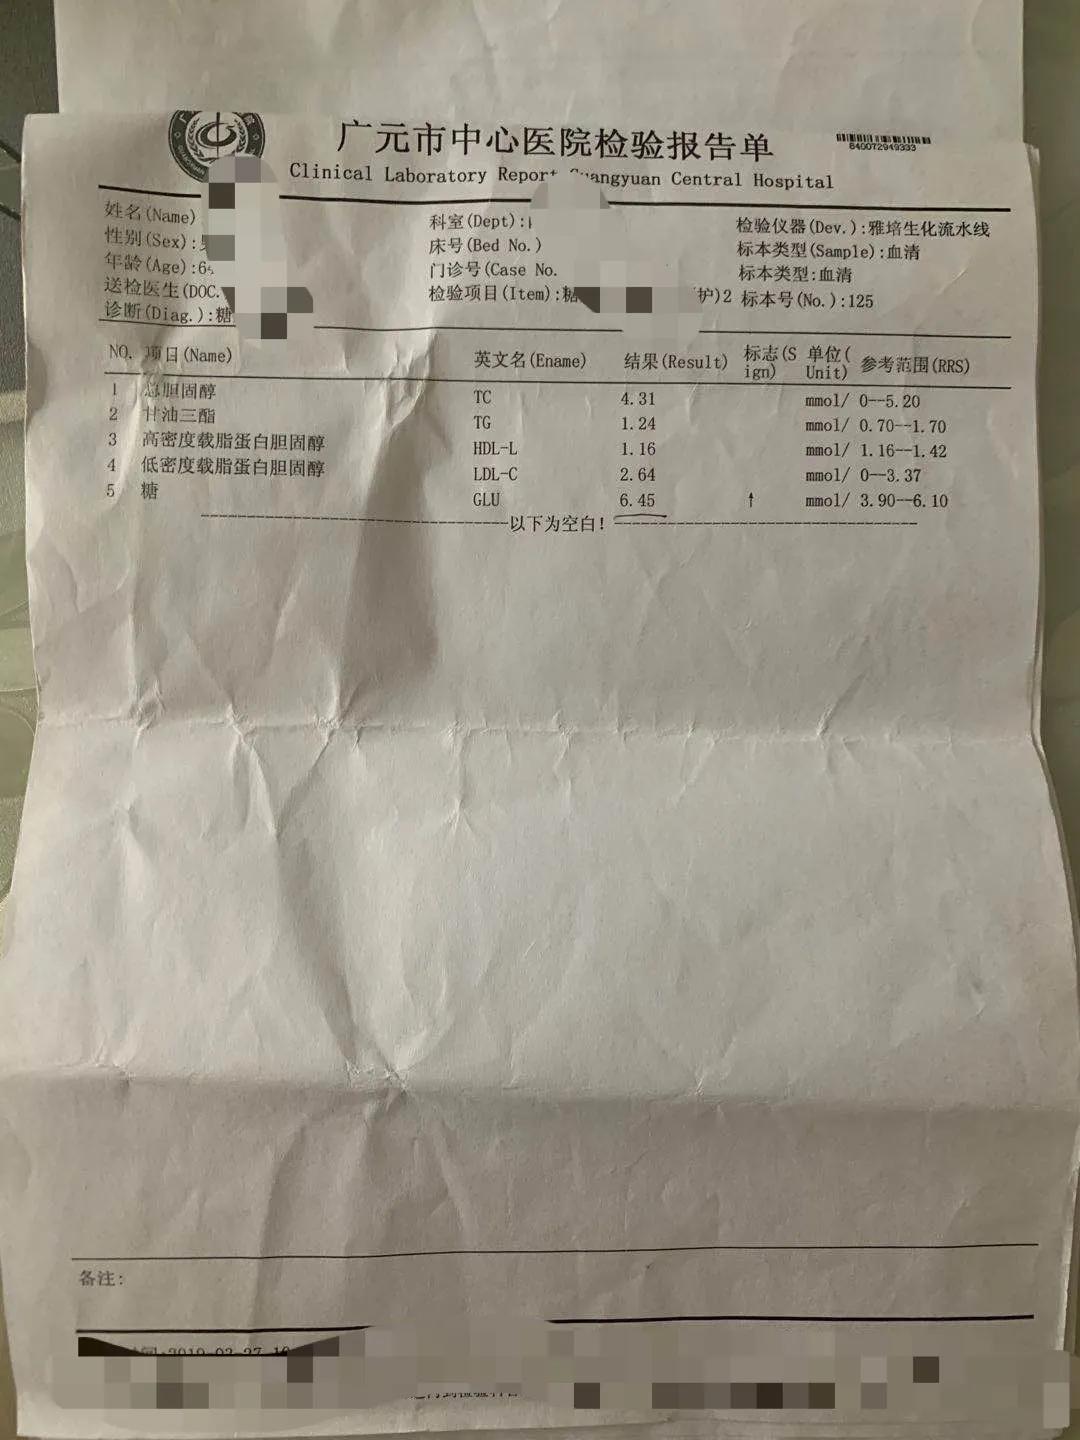 广元市中心医院检验报告单
840072949333
Clinical Laboratory Report Guangyuan Central Hospital
姓名(Name) 科室(Dept): 检验仪器(Dev.):雅培生化流水线
性别(Sex): 床号(Bed No.) 标本类型(Sample):血清
年龄(Age): 门诊号(Case No. 标本类型:血清
送检医生(DOC. 检验项目(Item):糖 护)2 标本号(No.):125
诊断(Diag.):糖
NO. 项目(Name) 英文名(Ename) 结果(Result) 标志(Sign) 单位(Unit) 参考范围(RRS)
1 总胆固醇 TC 4.31 mmol/ 0--5.20
2 甘油三酯 TG 1.24 mmol/ 0.70--1.70
3 高密度载脂蛋白胆固醇 HDL-L 1.16 mmol/ 1.16--1.42
4 低密度载脂蛋白胆固醇 LDL-C 2.64 mmol/ 0--3.37
5 糖 GLU 6.45 ↑ mmol/ 3.90--6.10
以下为空白!
备注: